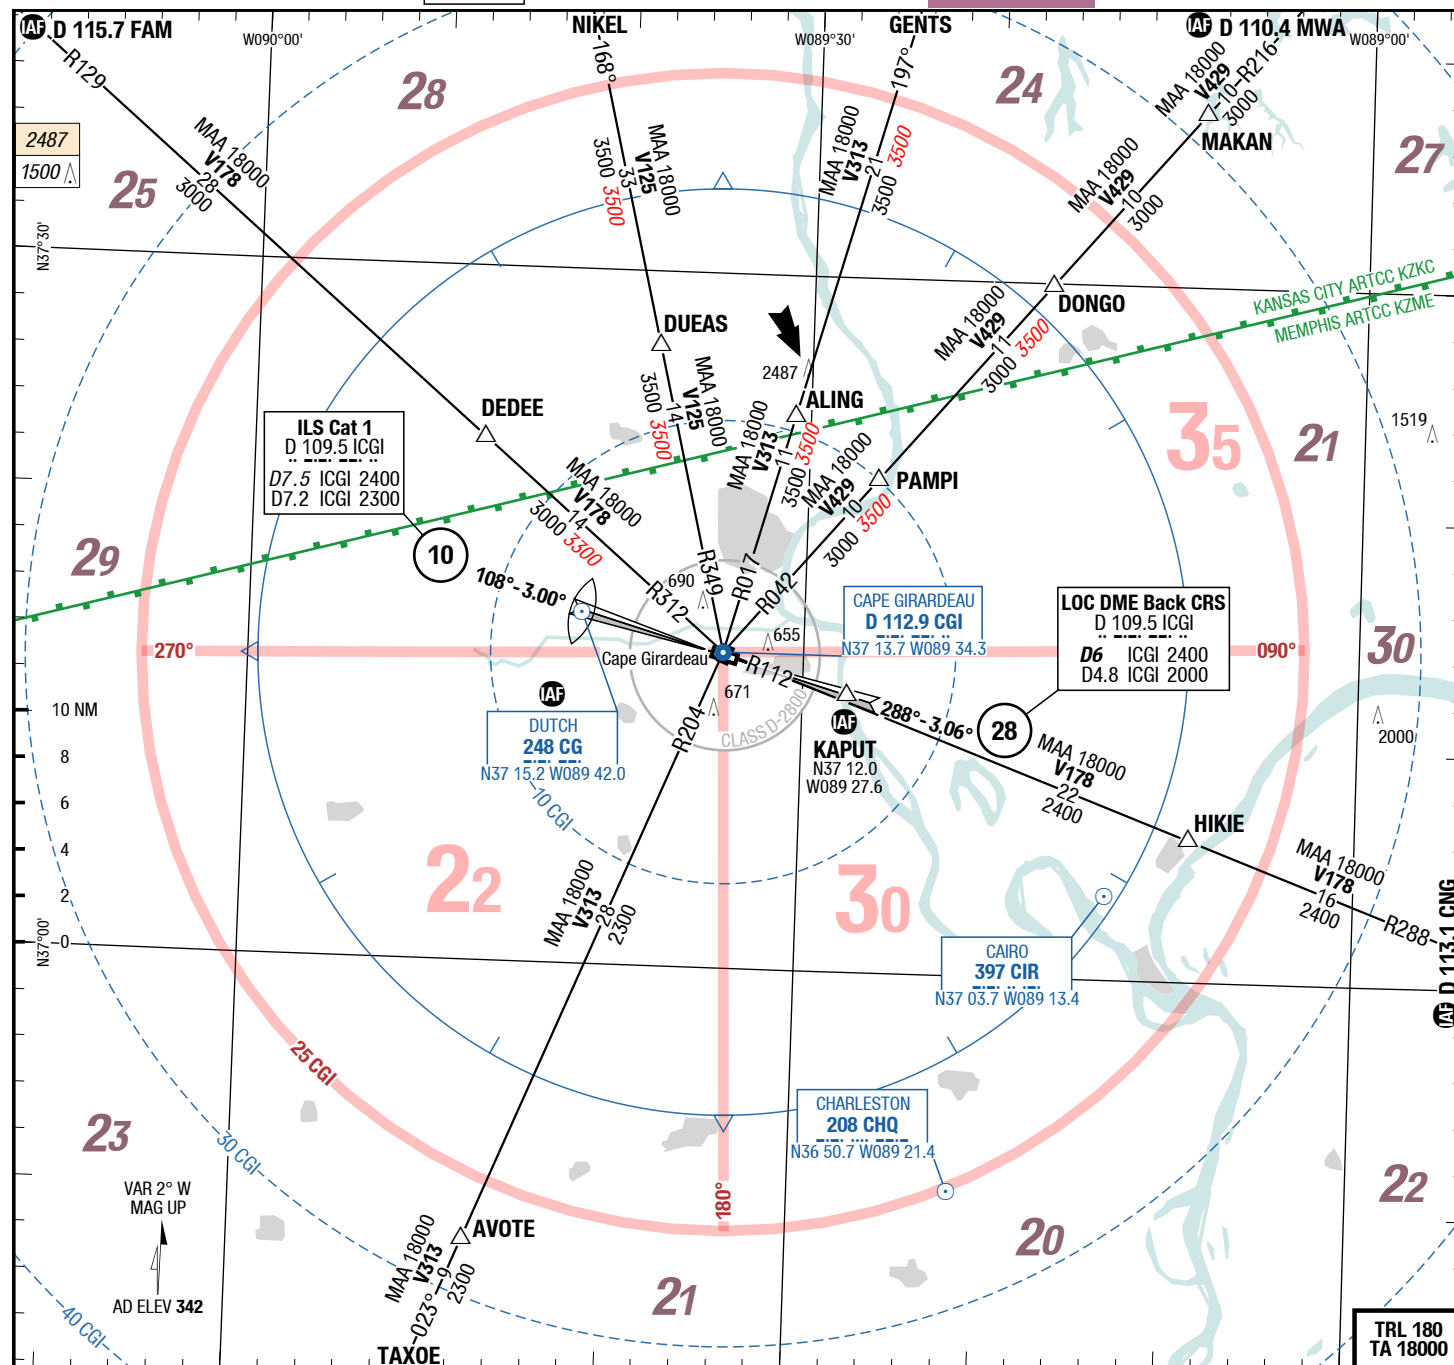 IAF D 115.7 FAM
W090°00'
NIKEL
W089°30'
GENTS
IAF D 110.4 MWA
W089°00'
R129
168°
197°
R216
10
MAA 18000
V429
3000
MAKAN
28
24
27
25
2487
1500
MAA 18000
V178
28
3000
MAA 18000
V125
33
3500 3500
MAA 18000
V313
21
3500 3500
MAA 18000
V429
10
3000
N37°30'
DONGO
KANSAS CITY ARTCC KZKC
MEMPHIS ARTCC KZME
DUEAS
2487
MAA 18000
V429
11
3000 3500
ALING
DEDEE
MAA 18000
V125
14
3500 3500
MAA 18000
V313
11
3500 3500
MAA 18000
V429
10
3000 3500
PAMPI
35
1519
21
ILS Cat 1
D 109.5 ICGI
D7.5 ICGI 2400
D7.2 ICGI 2300
10
MAA 18000
V178
14
3000 3300
29
108° - 3.00°
R312
R349
R017
R042
690
655
671
CAPE GIRARDEAU
D 112.9 CGI
N37 13.7 W089 34.3
LOC DME Back CRS
D 109.5 ICGI
D6 ICGI 2400
D4.8 ICGI 2000
28
30
270°
Cape Girardeau
090°
R112
R204
CLASS D-2800
IAF
DUTCH
248 CG
N37 15.2 W089 42.0
IAF
KAPUT
N37 12.0
W089 27.6
288° - 3.06°
MAA 18000
V178
22
2400
2000
10 NM
8
6
4
2
0
10 CGI
HIKIE
MAA 18000
V178
16
2400
R288
D 113.1 CNG
IAF
22
30
MAA 18000
V313
28
2300
N37°00'
CAIRO
397 CIR
N37 03.7 W089 13.4
25 CGI
CHARLESTON
208 CHQ
N36 50.7 W089 21.4
23
30 CGI
22
VAR 2° W
MAG UP
180°
AVOTE
MAA 18000
V313
9
2300
023°
20
21
AD ELEV 342
40 CGI
TAXOE
TRL 180
TA 18000